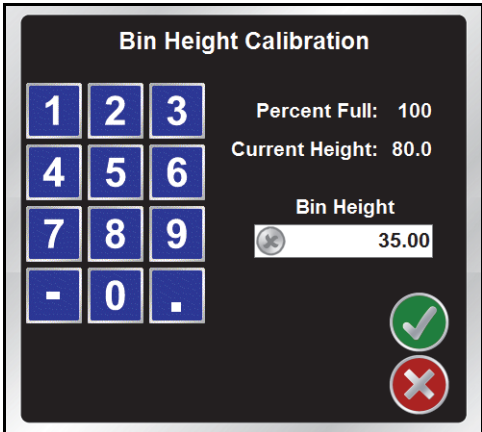 Bin Height Calibration
1 2 3
4 5 6
7 8 9
- 0 .
Percent Full: 100
Current Height: 80.0
Bin Height
35.00